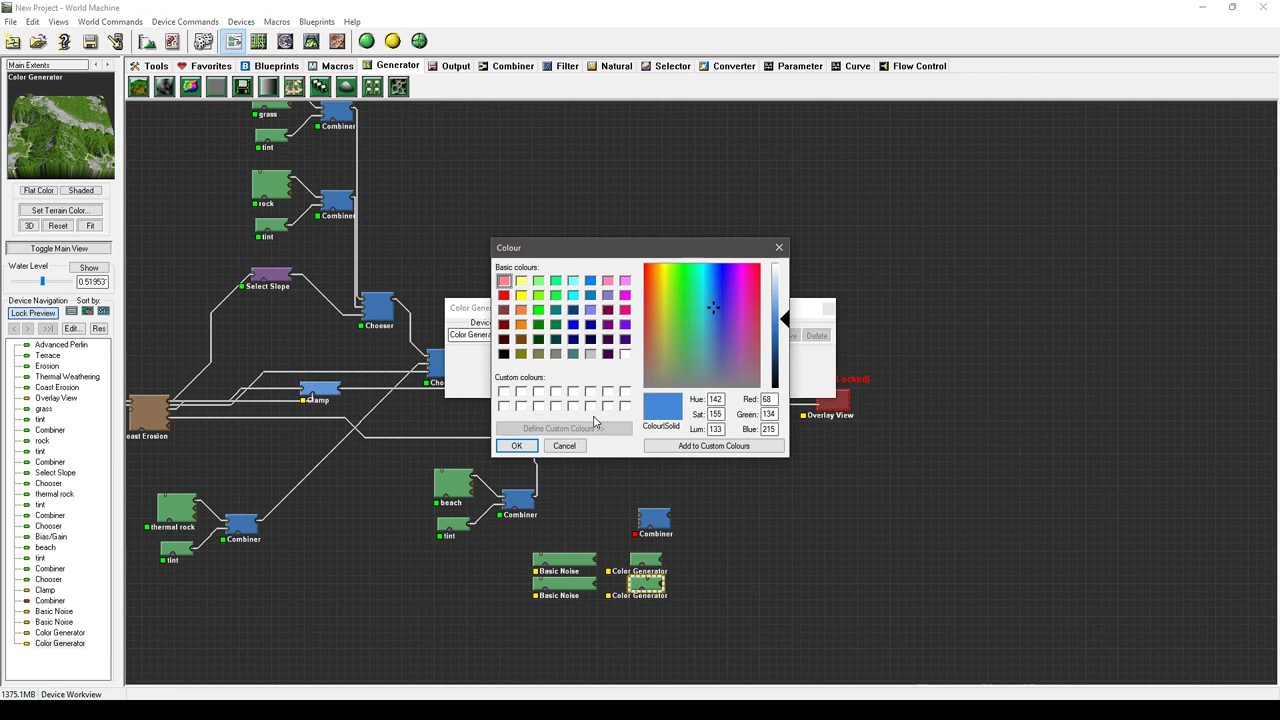 New Project - World Machine
File Edit Views World Commands Device Commands Devices Macros Blueprints Help
Main Extents
Color Generator
Flat Color Shaded
Set Terrain Color...
3D Reset Fit
Toggle Main View
Water Level Show
0.51953
Device Navigation Sort by:
Lock Preview
Edit... Res
Advanced Perlin
Terrace
Erosion
Thermal Weathering
Coast Erosion
Overlay View
grass
tint
Combiner
rock
tint
Combiner
Select Slope
Chooser
thermal rock
tint
Combiner
Chooser
Bias/Gain
beach
tint
Combiner
Chooser
Clamp
Combiner
Basic Noise
Basic Noise
Color Generator
Color Generator
1375.1MB Device Workview
Tools Favorites Blueprints Macros Generator Output Combiner Filter Natural Selector Converter Parameter Curve Flow Control
grass
Combiner
tint
rock
Combiner
tint
Select Slope
Chooser
Clamp
oast Erosion
thermal rock
Combiner
tint
beach
Combiner
tint
Combiner
Basic Noise
Color Generator
Basic Noise
Color Generator
Overlay View
Delete
Colour
Basic colours:
Custom colours:
Define Custom Colours >>
OK Cancel
Colour|Solid
Hue: 142 Red: 68
Sat: 155 Green: 134
Lum: 133 Blue: 215
Add to Custom Colours